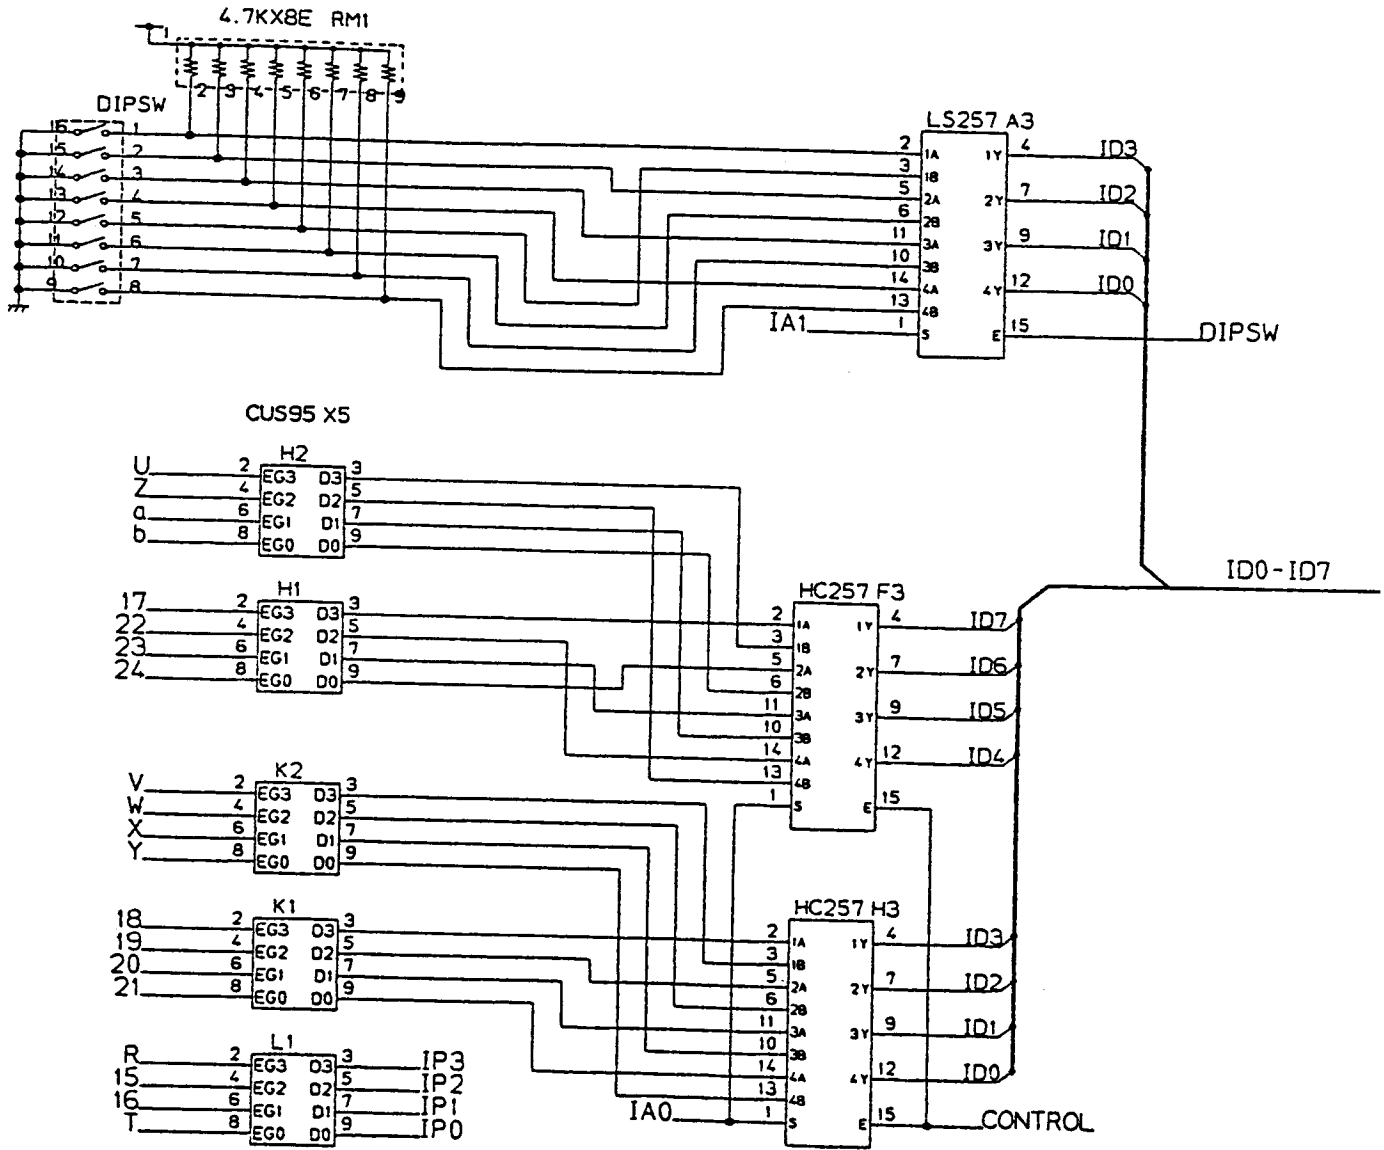 4.7KX8E RM1
1
2 3 4 5 6 7 8 9
DIPSW
16 1
15 2
14 3
13 4
12 5
11 6
10 7
9 8
LS257 A3
2 1A 1Y 4 ID3
3 1B
5 2A 2Y 7 ID2
6 2B
11 3A 3Y 9 ID1
10 3B
14 4A 4Y 12 ID0
13 4B
IA1 1 S E 15 DIPSW
CUS95 X5
H2
U 2 EG3 D3 3
Z 4 EG2 D2 5
a 6 EG1 D1 7
b 8 EG0 D0 9
ID0-ID7
H1
17 2 EG3 D3 3
22 4 EG2 D2 5
23 6 EG1 D1 7
24 8 EG0 D0 9
HC257 F3
2 1A 1Y 4 ID7
3 1B
5 2A 2Y 7 ID6
6 2B
11 3A 3Y 9 ID5
10 3B
14 4A 4Y 12 ID4
13 4B
1 S E 15
K2
V 2 EG3 D3 3
W 4 EG2 D2 5
X 6 EG1 D1 7
Y 8 EG0 D0 9
K1
18 2 EG3 D3 3
19 4 EG2 D2 5
20 6 EG1 D1 7
21 8 EG0 D0 9
HC257 H3
2 1A 1Y 4 ID3
3 1B
5 2A 2Y 7 ID2
6 2B
11 3A 3Y 9 ID1
10 3B
14 4A 4Y 12 ID0
13 4B
IA0 1 S E 15 CONTROL
L1
R 2 EG3 D3 3 IP3
15 4 EG2 D2 5 IP2
16 6 EG1 D1 7 IP1
T 8 EG0 D0 9 IP0